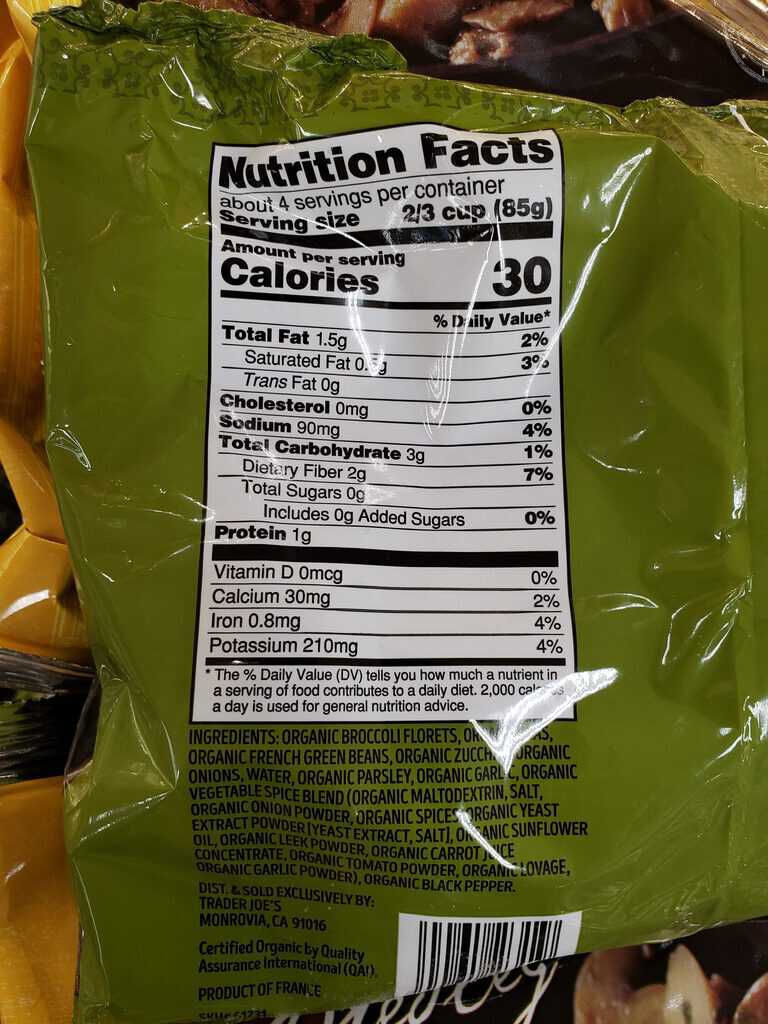 Nutrition Facts
about 4 servings per container
Serving size 2/3 cup (85g)
Amount per serving
Calories 30
% Daily Value*
Total Fat 1.5g 2%
Saturated Fat 0.5g 3%
Trans Fat 0g
Cholesterol 0mg 0%
Sodium 90mg 4%
Total Carbohydrate 3g 1%
Dietary Fiber 2g 7%
Total Sugars 0g
Includes 0g Added Sugars 0%
Protein 1g
Vitamin D 0mcg 0%
Calcium 30mg 2%
Iron 0.8mg 4%
Potassium 210mg 4%
* The % Daily Value (DV) tells you how much a nutrient in
a serving of food contributes to a daily diet. 2,000 calories
a day is used for general nutrition advice.
INGREDIENTS: ORGANIC BROCCOLI FLORETS,
ORGANIC FRENCH GREEN BEANS, ORGANIC ZUCCHINI, ORGANIC
ONIONS, WATER, ORGANIC PARSLEY, ORGANIC GARLIC, ORGANIC
VEGETABLE SPICE BLEND (ORGANIC MALTODEXTRIN, SALT,
ORGANIC ONION POWDER, ORGANIC SPICES, ORGANIC YEAST
EXTRACT POWDER [YEAST EXTRACT, SALT], ORGANIC SUNFLOWER
OIL, ORGANIC LEEK POWDER, ORGANIC CARROT JUICE
CONCENTRATE, ORGANIC TOMATO POWDER, ORGANIC LOVAGE,
ORGANIC GARLIC POWDER), ORGANIC BLACK PEPPER.
DIST. & SOLD EXCLUSIVELY BY:
TRADER JOE'S
MONROVIA, CA 91016
Certified Organic by Quality
Assurance International (QAI).
PRODUCT OF FRANCE
SKU# 61231